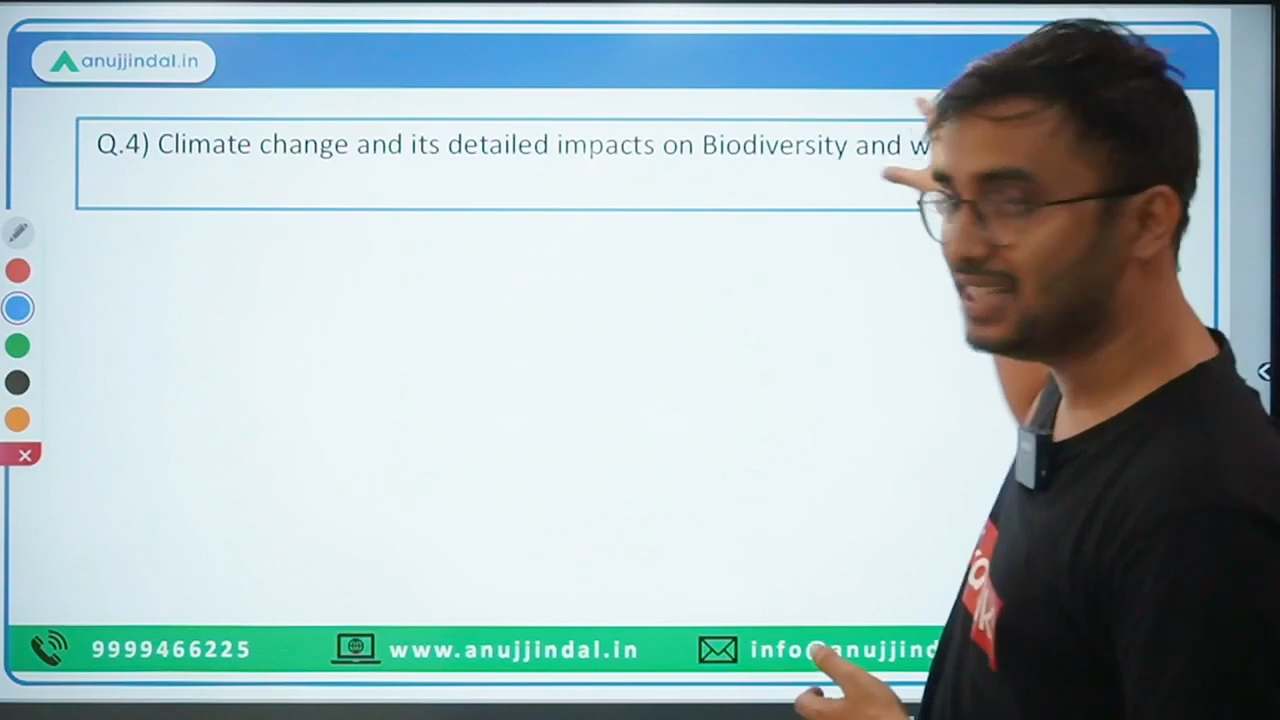 anujjindal.in
Q.4) Climate change and its detailed impacts on Biodiversity and
9999466225
www.anujjindal.in
info@anujjind